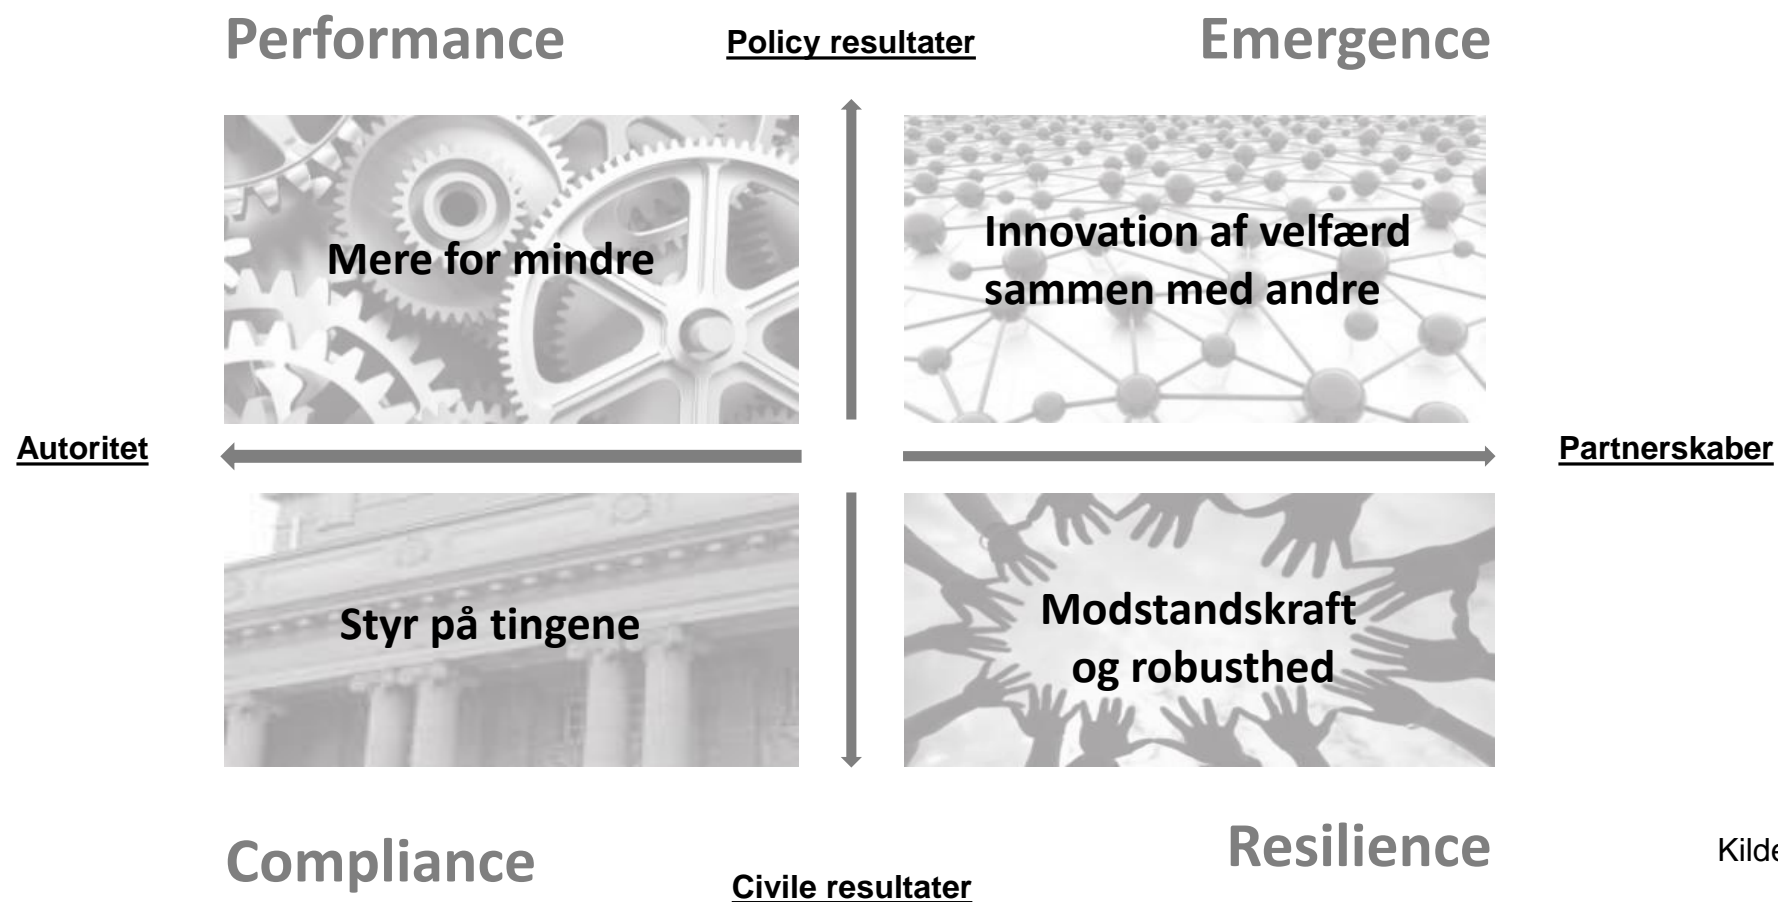 Performance
Policy resultater
Emergence
Mere for mindre
Innovation af velfærd
sammen med andre
Autoritet
Partnerskaber
Styr på tingene
Modstandskraft
og robusthed
Compliance
Civile resultater
Resilience